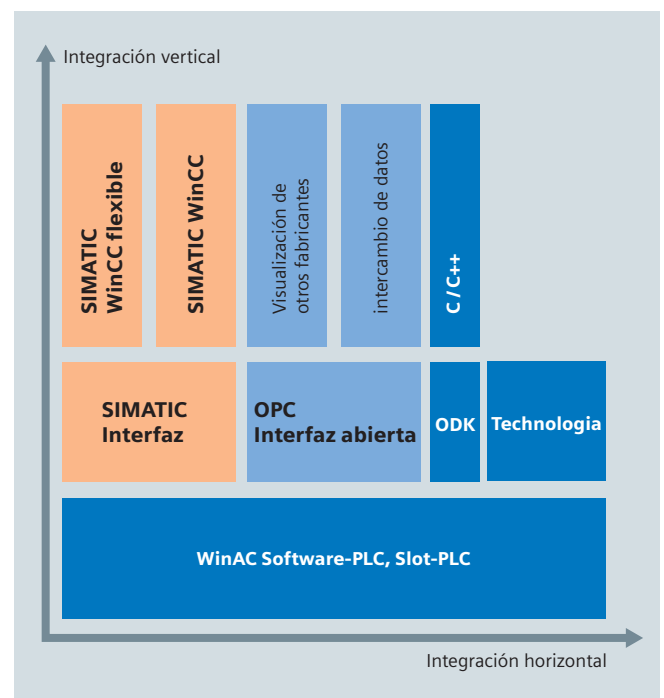 Integración vertical
SIMATIC
WinCC flexible
SIMATIC WinCC
Visualización de
otros fabricantes
intercambio de datos
C / C++
SIMATIC
Interfaz
OPC
Interfaz abierta
ODK
Technologia
WinAC Software-PLC, Slot-PLC
Integración horizontal